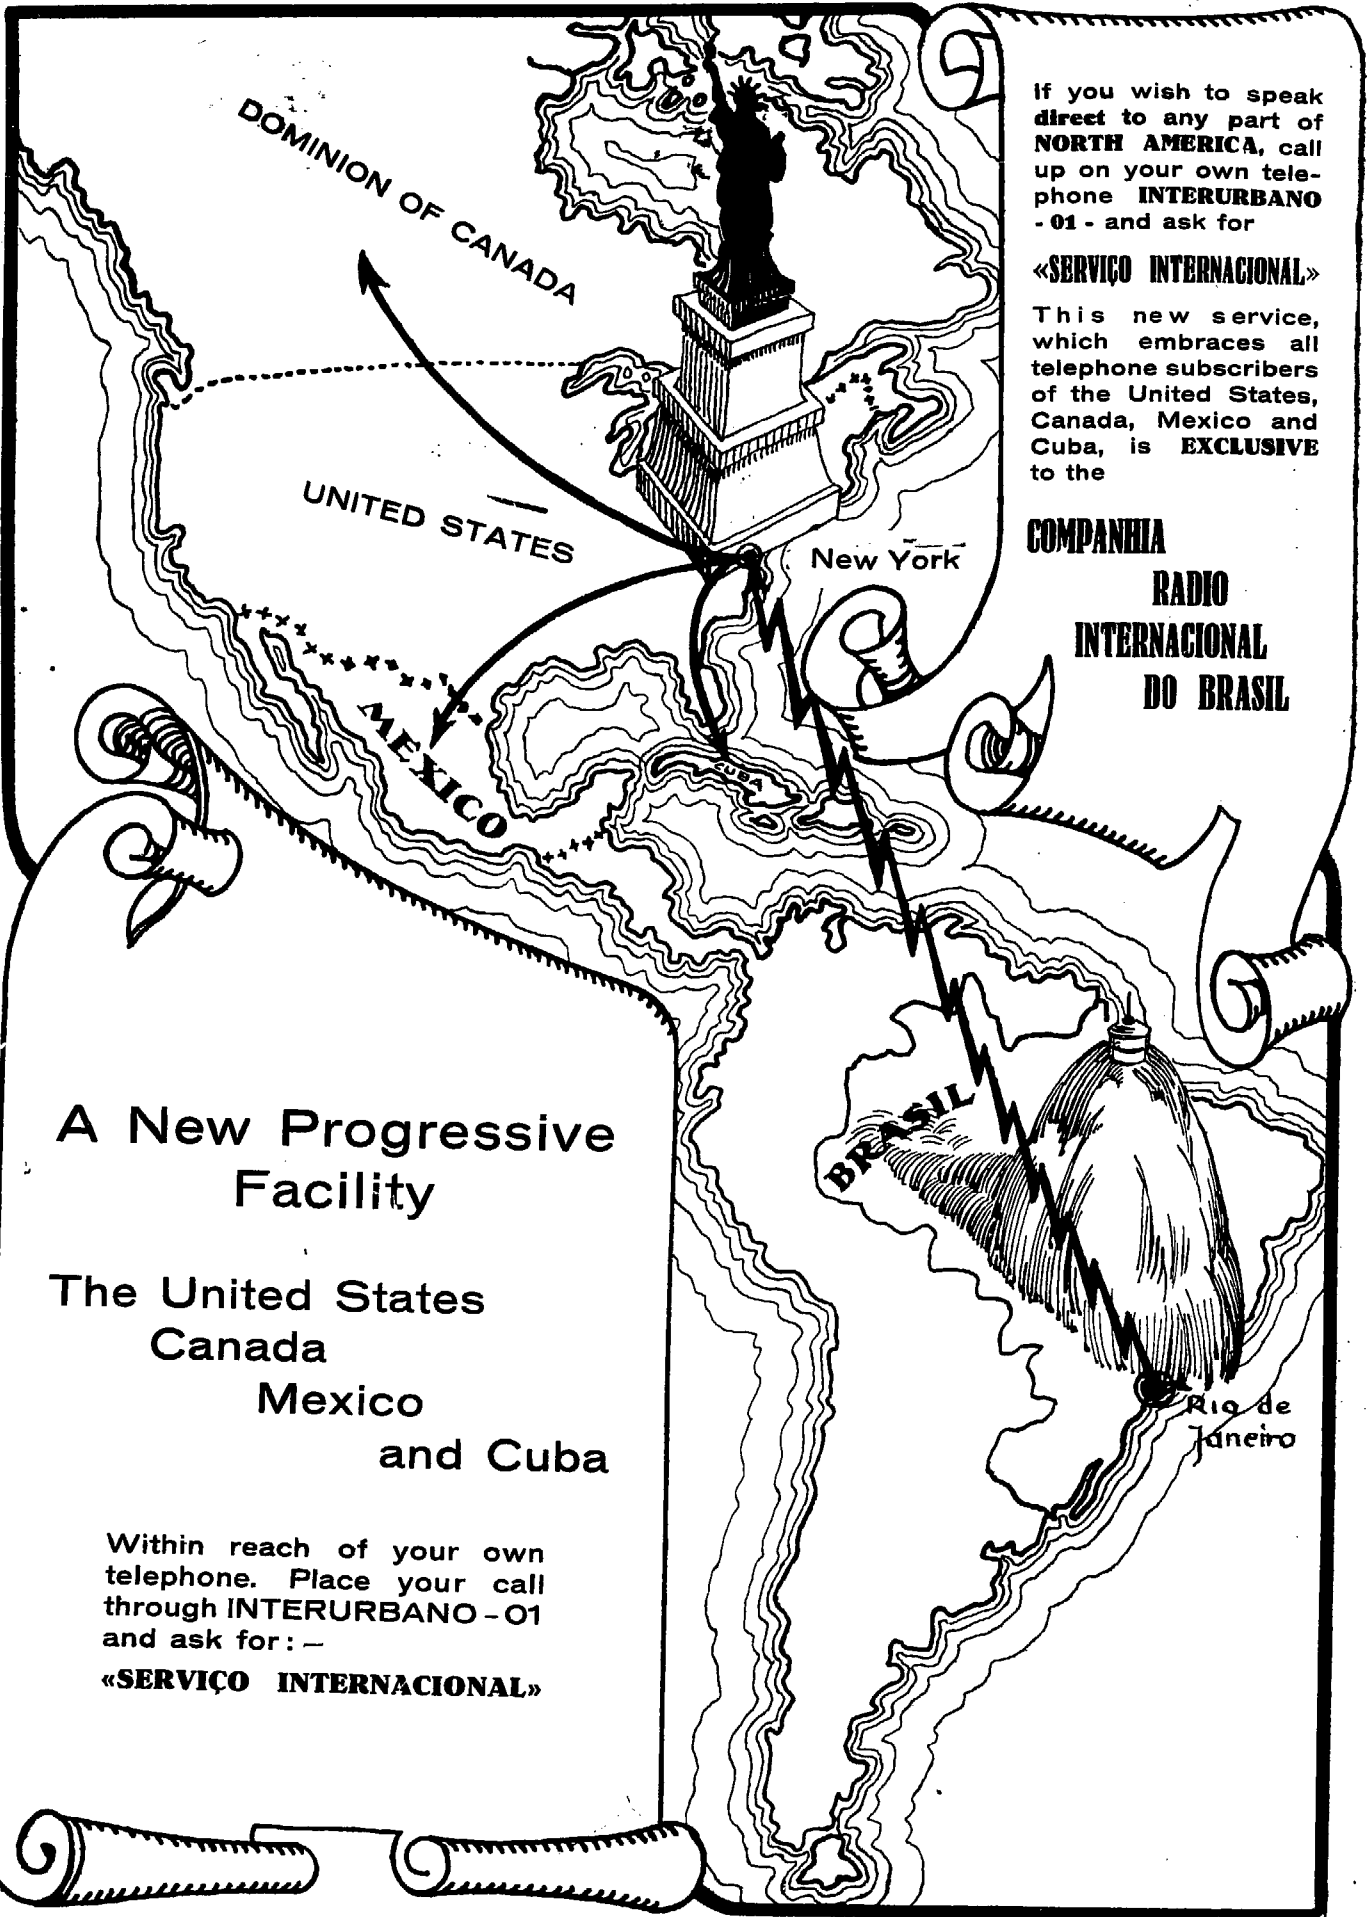 If you wish to speak
direct to any part of
NORTH AMERICA, call
up on your own tele-
phone INTERURBANO
- 01 - and ask for
«SERVIÇO INTERNACIONAL»
This new service,
which embraces all
telephone subscribers
of the United States,
Canada, Mexico and
Cuba, is EXCLUSIVE
to the
COMPANHIA
RADIO
INTERNACIONAL
DO BRASIL
DOMINION OF CANADA
UNITED STATES
New York
MEXICO
CUBA
BRASIL
Rio de
Janeiro
A New Progressive
Facility
The United States
Canada
Mexico
and Cuba
Within reach of your own
telephone. Place your call
through INTERURBANO - 01
and ask for : —
«SERVIÇO INTERNACIONAL»